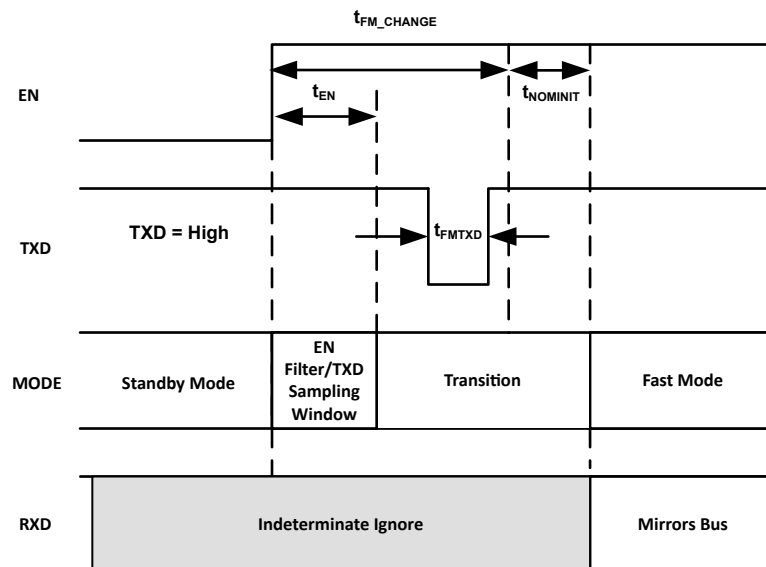 tFM_CHANGE
EN
tEN
tNOMINIT
TXD
TXD = High
tFMTXD
MODE
Standby Mode
EN
Filter/TXD
Sampling
Window
Transition
Fast Mode
RXD
Indeterminate Ignore
Mirrors Bus